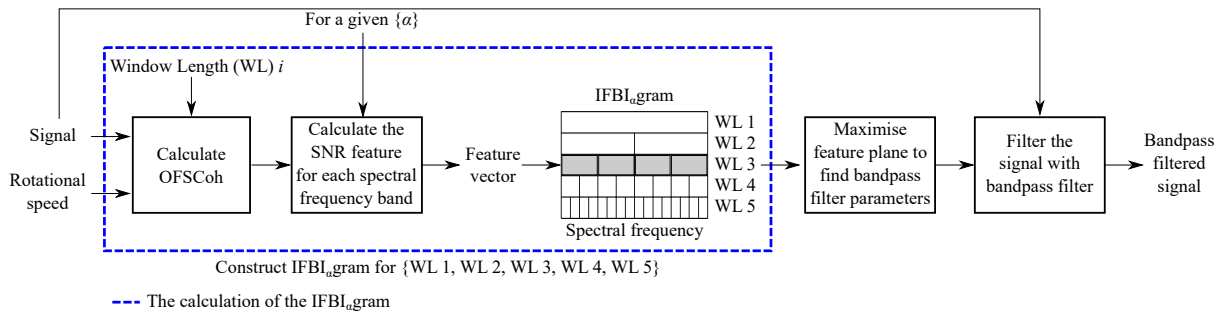 For a given {α}
Window Length (WL) i
Signal
Rotational
speed
Calculate
OFSCoh
Calculate the
SNR feature
for each spectral
frequency band
Feature
vector
IFBIαgram
WL 1
WL 2
WL 3
WL 4
WL 5
Spectral frequency
Maximise
feature plane to
find bandpass
filter parameters
Filter the
signal with
bandpass filter
Bandpass
filtered
signal
Construct IFBIαgram for {WL 1, WL 2, WL 3, WL 4, WL 5}
The calculation of the IFBIαgram